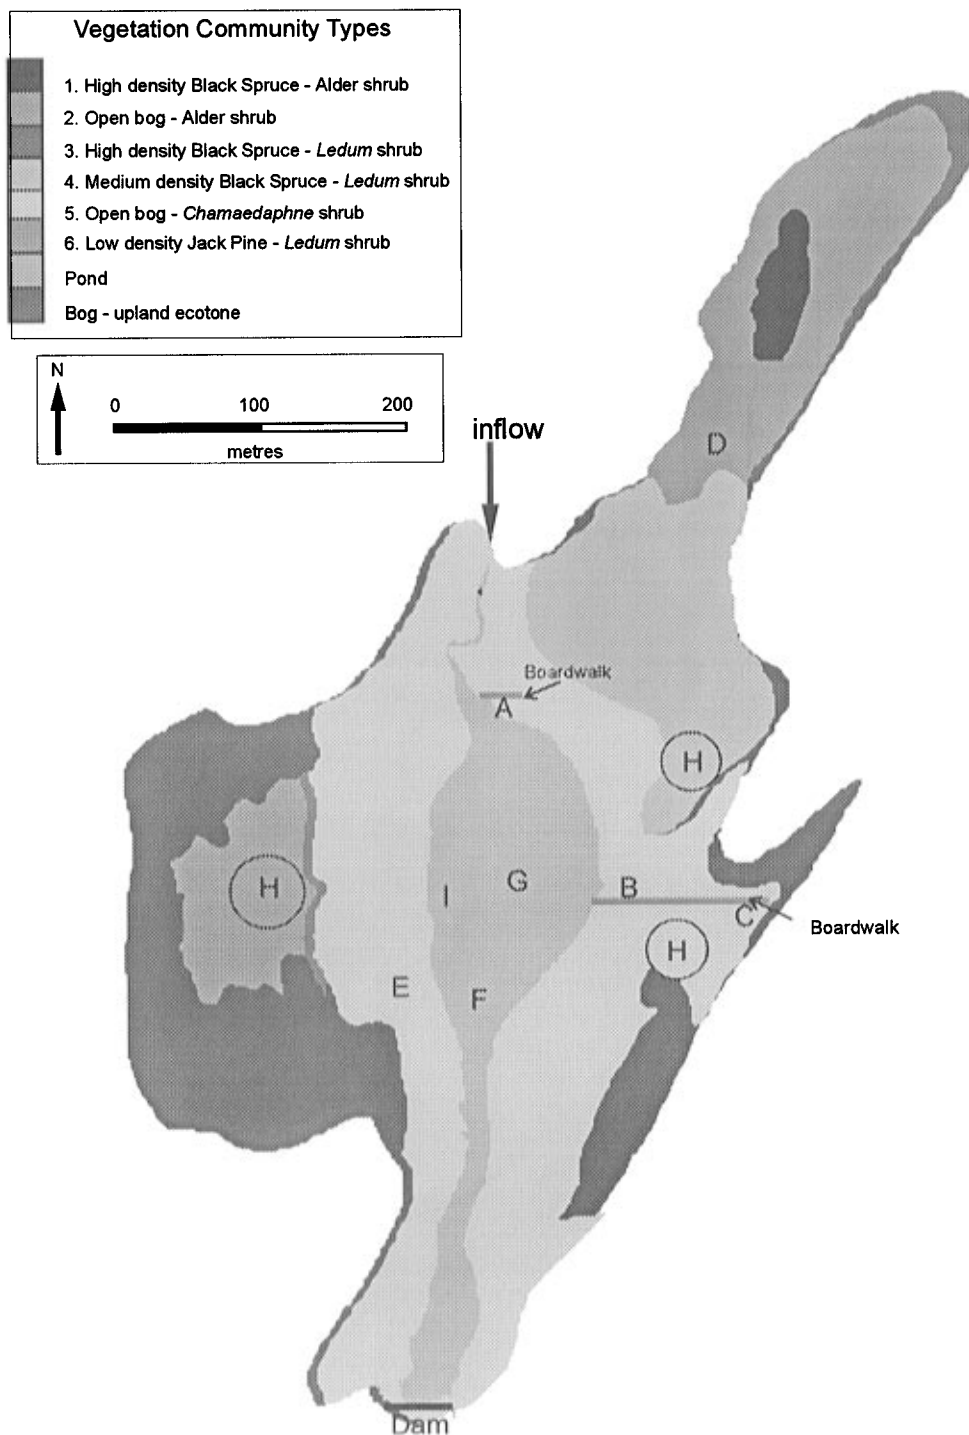 Vegetation Community Types
1. High density Black Spruce - Alder shrub
2. Open bog - Alder shrub
3. High density Black Spruce - Ledum shrub
4. Medium density Black Spruce - Ledum shrub
5. Open bog - Chamaedaphne shrub
6. Low density Jack Pine - Ledum shrub
Pond
Bog - upland ecotone
N
0 100 200
metres
inflow
D
Boardwalk
A
H
H
I
G
B
C
Boardwalk
H
E
F
Dam